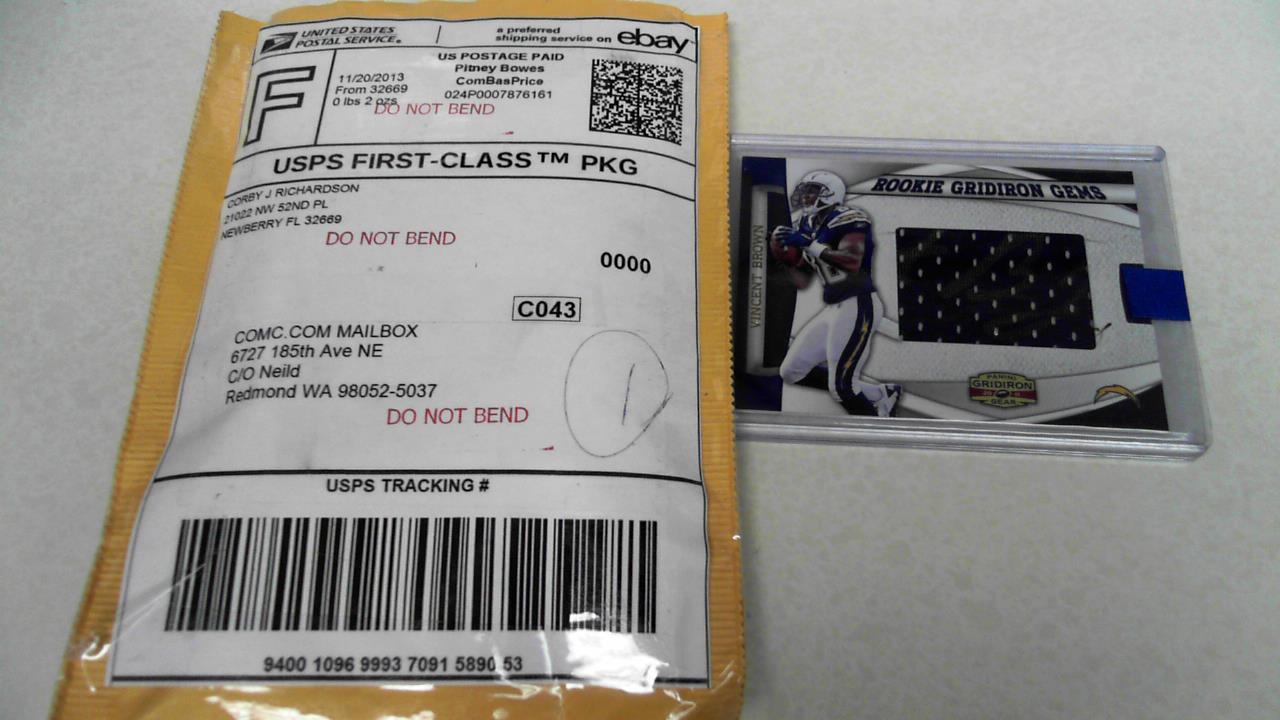 UNITED STATES
POSTAL SERVICE®
a preferred
shipping service on ebay
F
11/20/2013
From 32669
0 lbs 2 ozs
US POSTAGE PAID
Pitney Bowes
ComBasPrice
024P0007876161
DO NOT BEND
USPS FIRST-CLASS™ PKG
CORBY J RICHARDSON
21022 NW 52ND PL
NEWBERRY FL 32669
DO NOT BEND
0000
C043
COMC.COM MAILBOX
6727 185th Ave NE
C/O Neild
Redmond WA 98052-5037
DO NOT BEND
1
USPS TRACKING #
9400 1096 9993 7091 5890 53
ROOKIE GRIDIRON GEMS
VINCENT BROWN
PANINI
GRIDIRON
GEAR